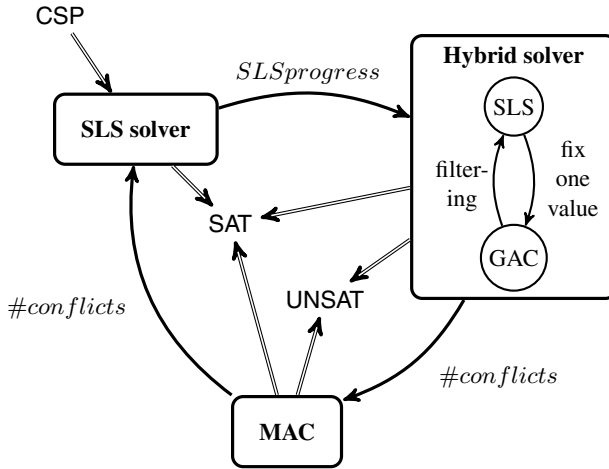 CSP
SLSprogress
Hybrid solver
SLS solver
SLS
filter-
ing
fix
one
value
SAT
GAC
UNSAT
#conflicts
#conflicts
MAC